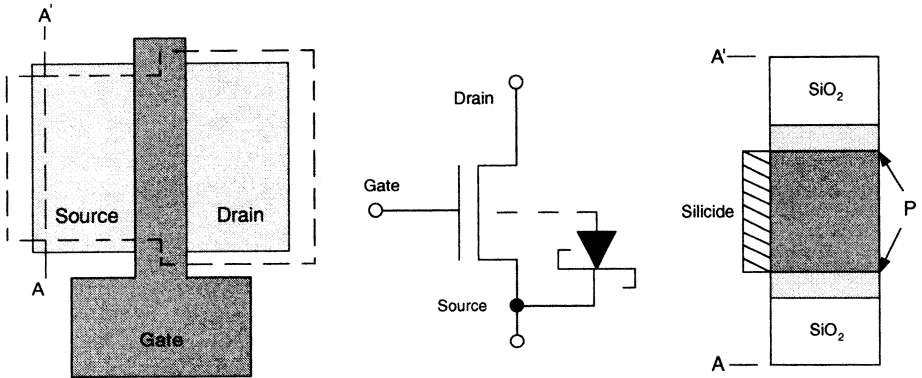 A'
Source
Drain
A
Gate
Drain
Gate
Source
A'
SiO₂
Silicide
P
SiO₂
A